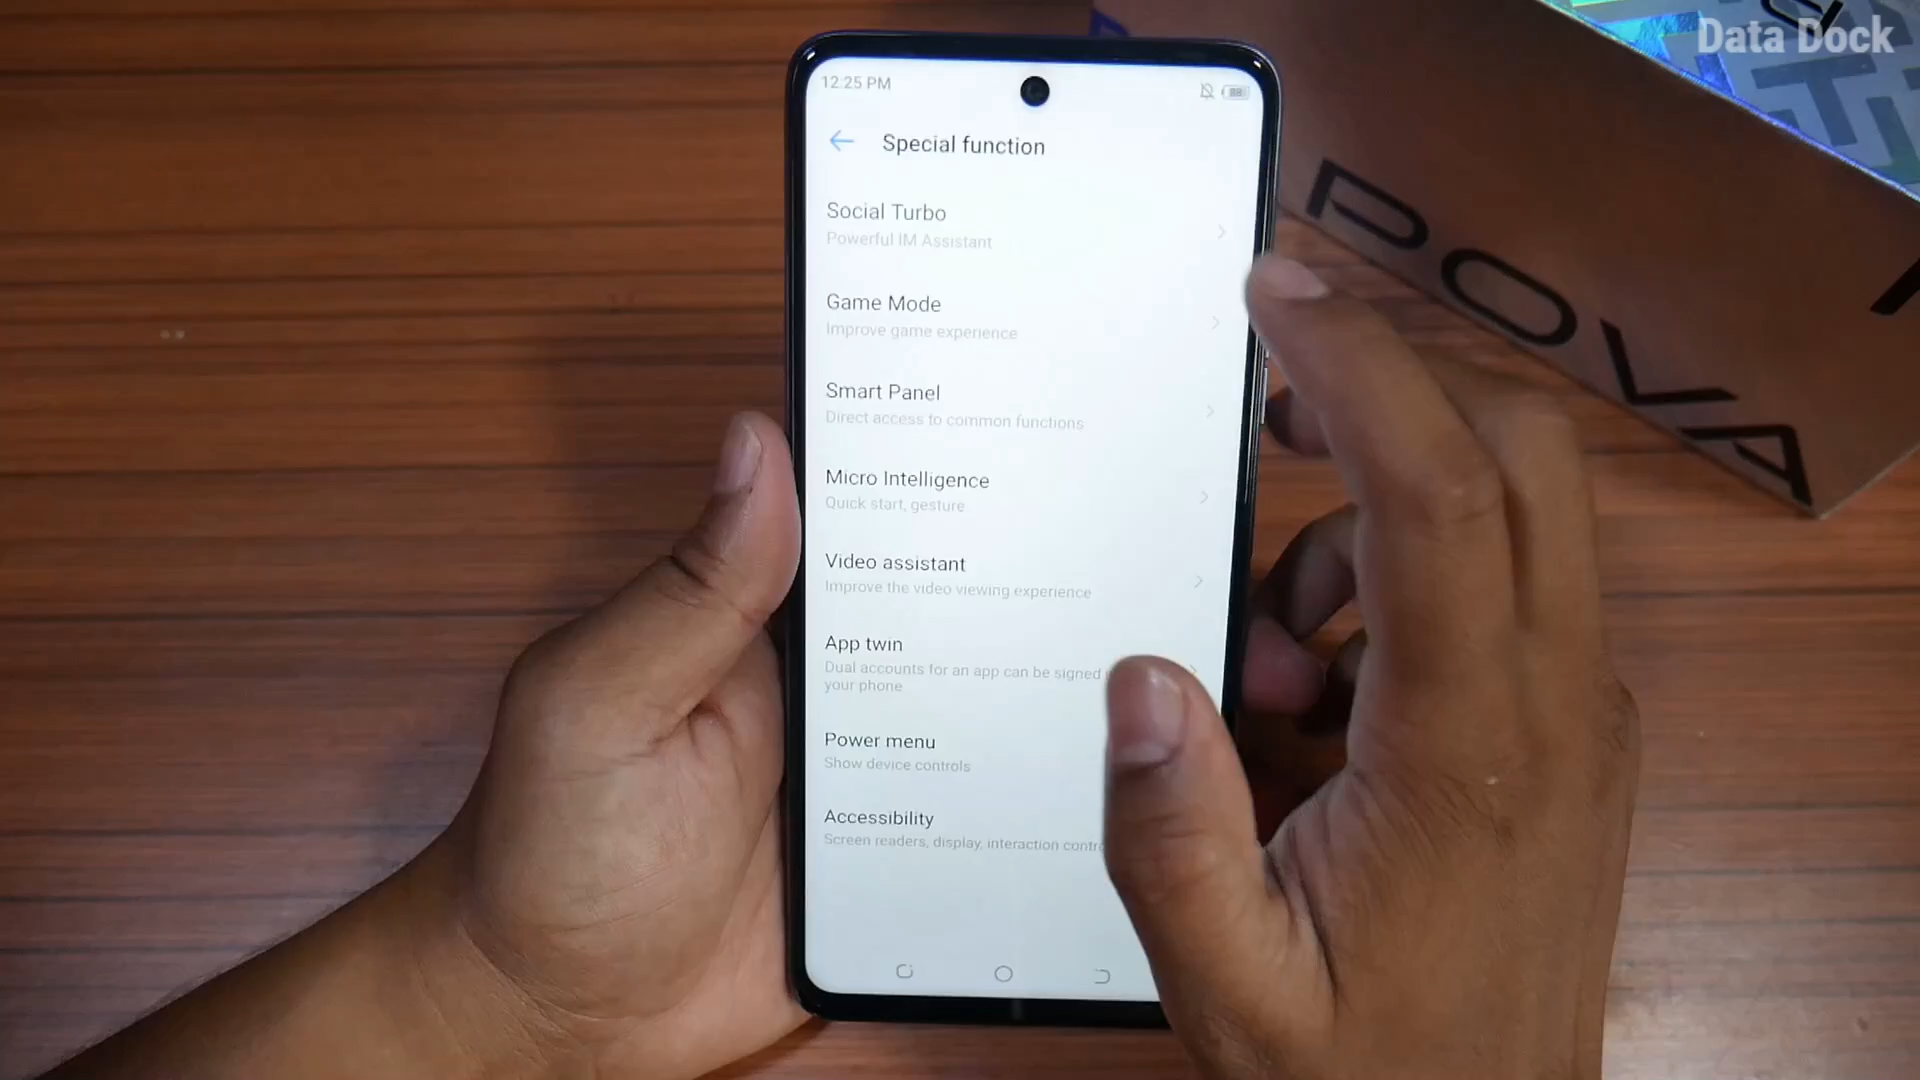 Data Dock
12:25 PM
88
Special function
Social Turbo
Powerful IM Assistant
Game Mode
Improve game experience
Smart Panel
Direct access to common functions
Micro Intelligence
Quick start, gesture
Video assistant
Improve the video viewing experience
App twin
Dual accounts for an app can be signed
your phone
Power menu
Show device controls
Accessibility
Screen readers, display, interaction contro
POVA